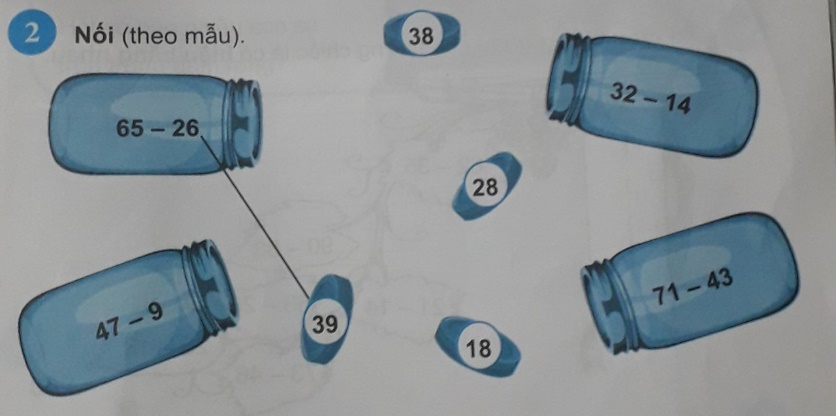 2 Nối (theo mẫu).
38
65 – 26
32 – 14
28
47 – 9
39
18
71 – 43